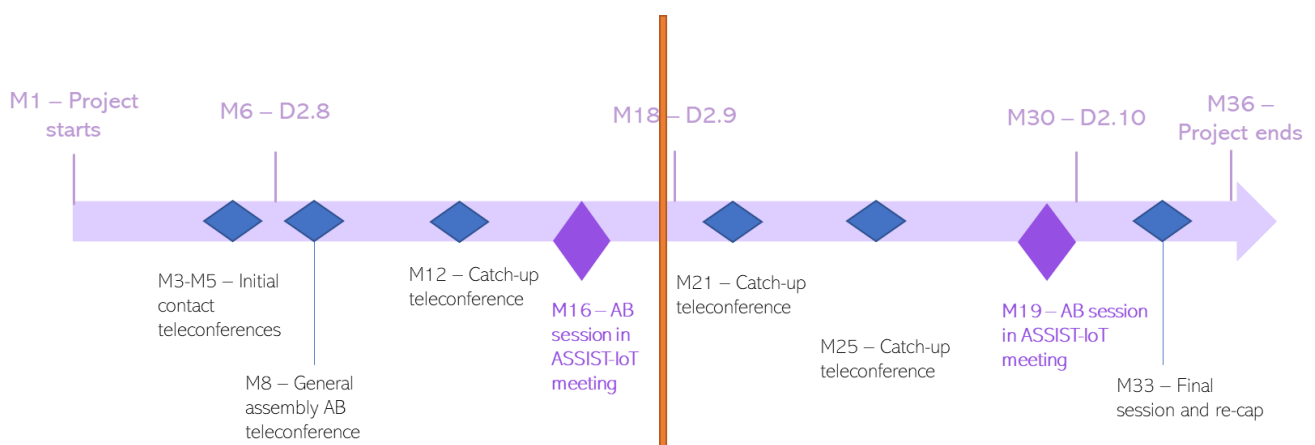 M1 – Project
starts
M6 – D2.8
M18 – D2.9
M30 – D2.10
M36 –
Project ends
M3-M5 – Initial
contact
teleconferences
M8 – General
assembly AB
teleconference
M12 – Catch-up
teleconference
M16 – AB
session in
ASSIST-IoT
meeting
M21 – Catch-up
teleconference
M25 – Catch-up
teleconference
M19 – AB session
in ASSIST-IoT
meeting
M33 – Final
session and re-cap